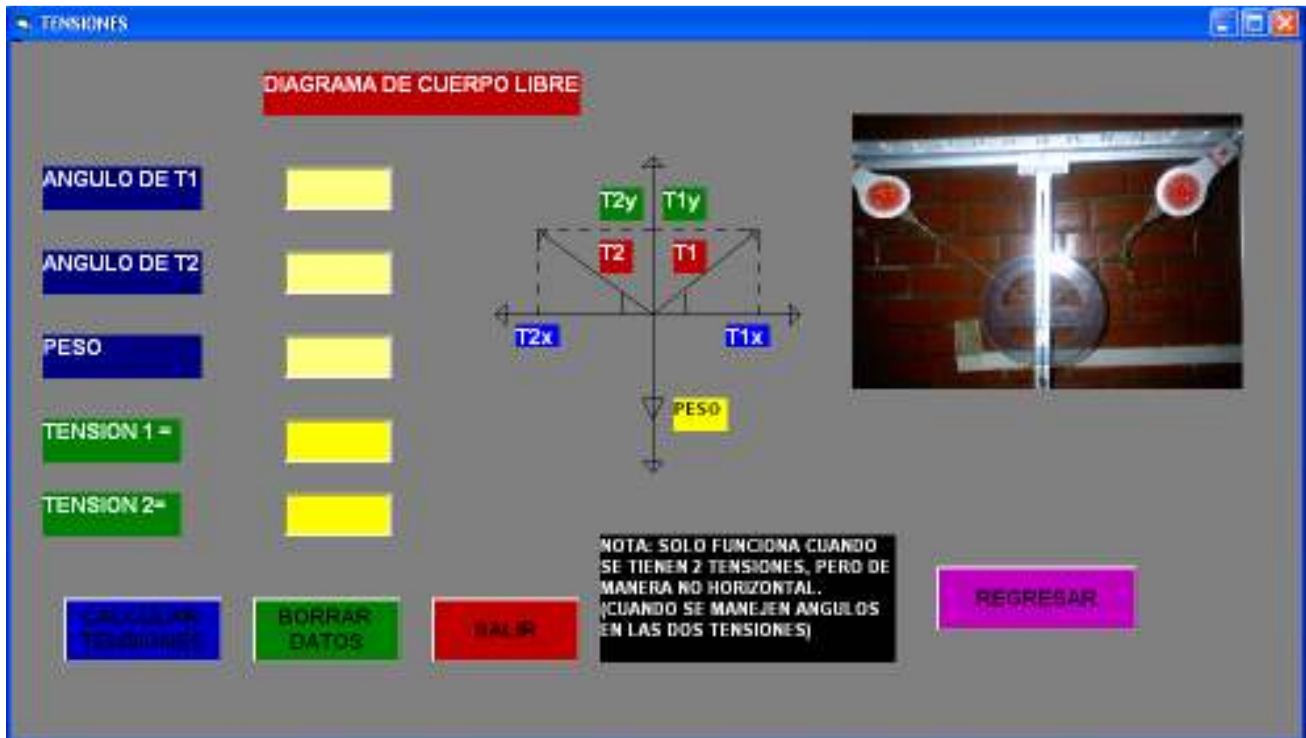 TENSIONES
DIAGRAMA DE CUERPO LIBRE
ANGULO DE T1
ANGULO DE T2
PESO
TENSION 1 =
TENSION 2=
T2y
T1y
T2
T1
T2x
T1x
PESO
NOTA: SOLO FUNCIONA CUANDO
SE TIENEN 2 TENSIONES, PERO DE
MANERA NO HORIZONTAL.
(CUANDO SE MANEJEN ANGULOS
EN LAS DOS TENSIONES)
CALCULAR
TENSIONES
BORRAR
DATOS
SALIR
REGRESAR